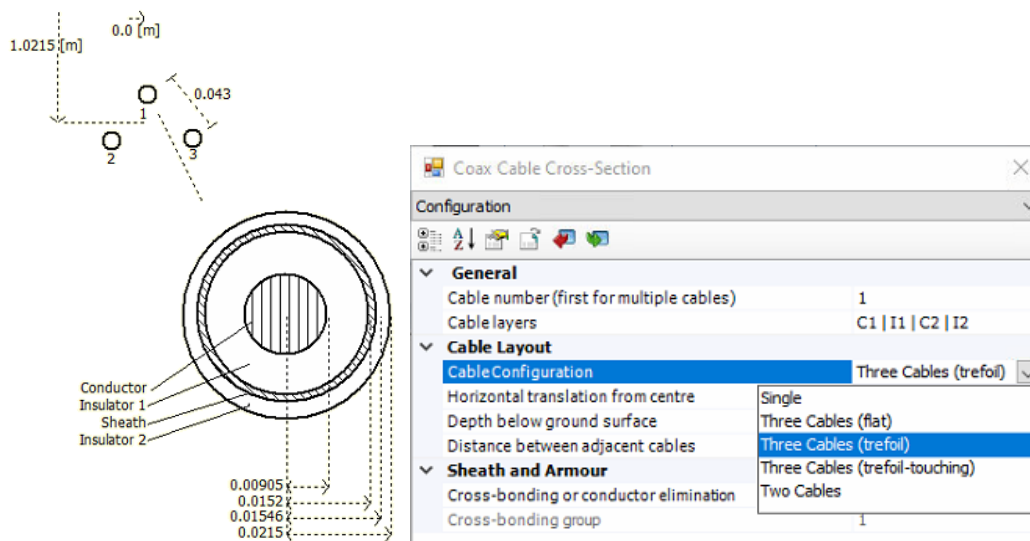 0.0 [m]
1.0215 [m]
0.043
1
2
3
Conductor
Insulator 1
Sheath
Insulator 2
0.00905
0.0152
0.01546
0.0215
Coax Cable Cross-Section
Configuration
General
Cable number (first for multiple cables) 1
Cable layers C1 | I1 | C2 | I2
Cable Layout
Cable Configuration Three Cables (trefoil)
Horizontal translation from centre
Depth below ground surface
Distance between adjacent cables
Sheath and Armour
Cross-bonding or conductor elimination
Cross-bonding group 1
Single
Three Cables (flat)
Three Cables (trefoil)
Three Cables (trefoil-touching)
Two Cables